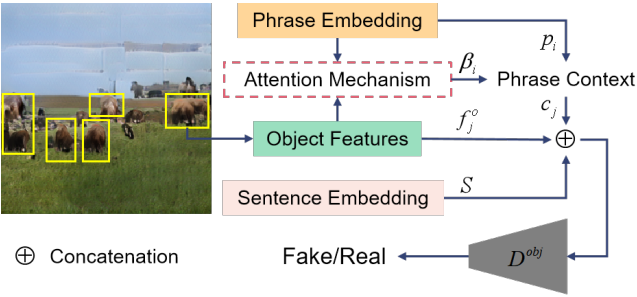 Phrase Embedding
p_i
Attention Mechanism
β_i
Phrase Context
c_j
Object Features
f_j^o
⊕
Sentence Embedding
S
⊕ Concatenation
Fake/Real
D^obj